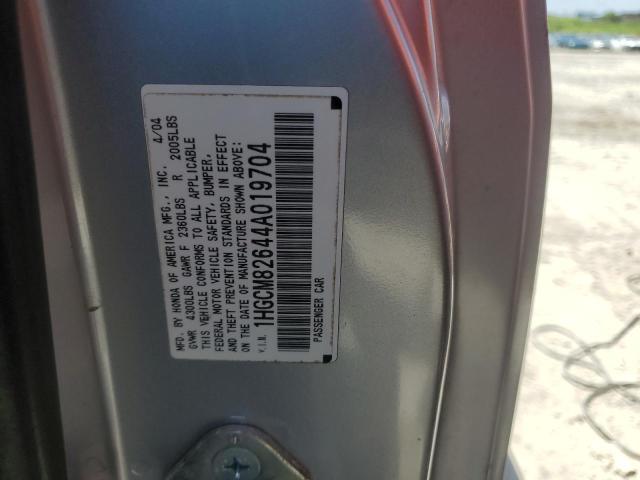 MFD. BY HONDA OF AMERICA MFG., INC. 4/04
GVWR 4300LBS GAWR F 2360LBS R 2005LBS
THIS VEHICLE CONFORMS TO ALL APPLICABLE
FEDERAL MOTOR VEHICLE SAFETY, BUMPER,
AND THEFT PREVENTION STANDARDS IN EFFECT
ON THE DATE OF MANUFACTURE SHOWN ABOVE:
V.I.N. 1HGCM82644A019704
PASSENGER CAR